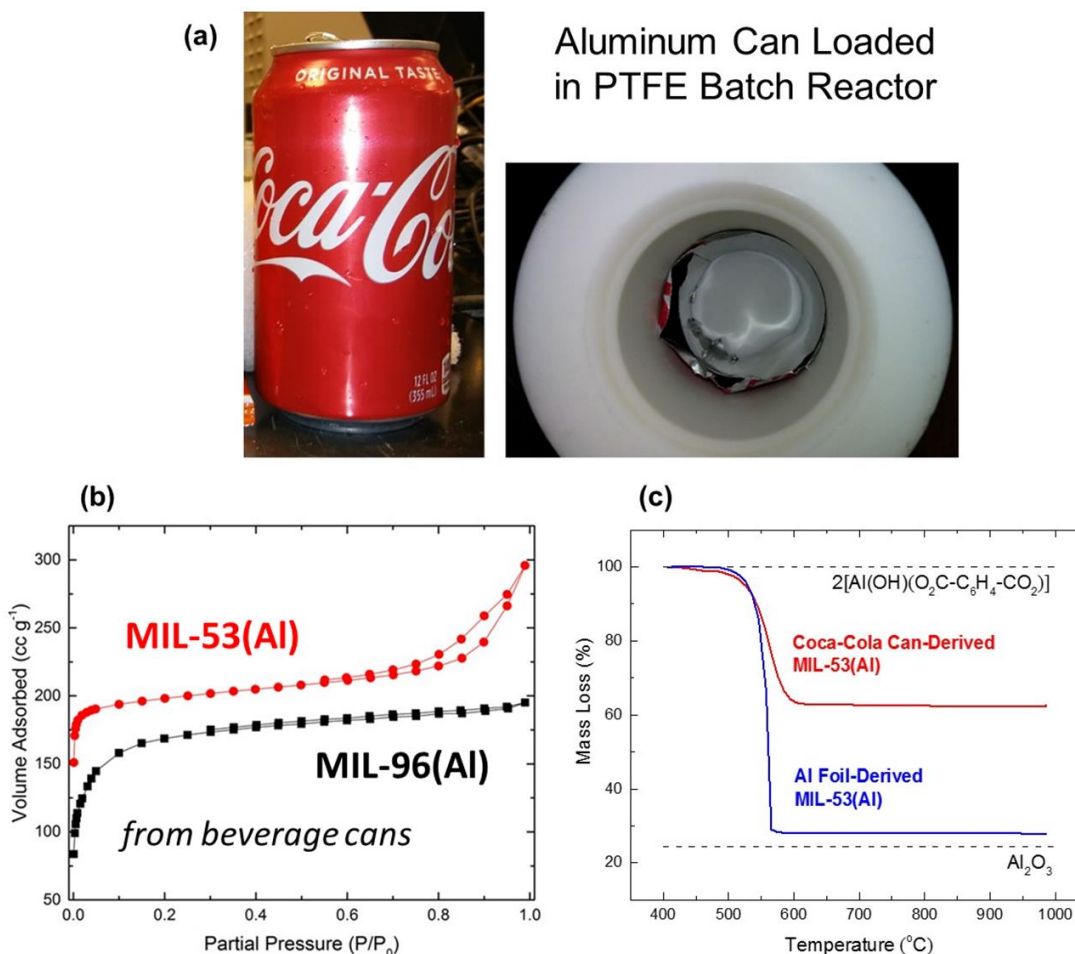 (a)
Aluminum Can Loaded
in PTFE Batch Reactor
ORIGINAL TASTE
Coca-Co
12 FL OZ
(355 mL)
(b)
Volume Adsorbed (cc g⁻¹)
300
250
200
150
100
50
MIL-53(Al)
MIL-96(Al)
from beverage cans
0.0 0.2 0.4 0.6 0.8 1.0
Partial Pressure (P/P₀)
(c)
Mass Loss (%)
100
80
60
40
20
2[Al(OH)(O₂C-C₆H₄-CO₂)]
Coca-Cola Can-Derived
MIL-53(Al)
Al Foil-Derived
MIL-53(Al)
Al₂O₃
400 500 600 700 800 900 1000
Temperature (°C)